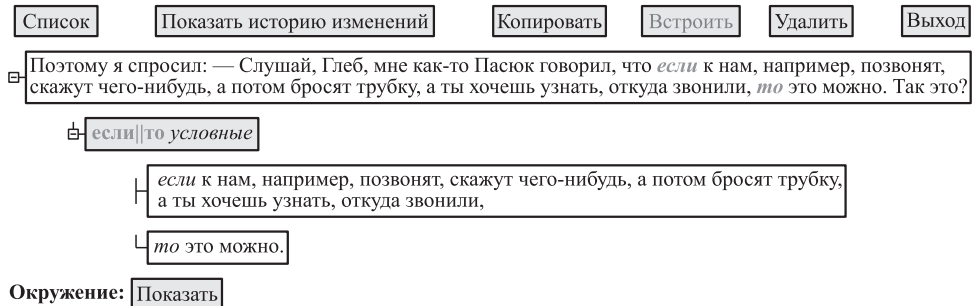 Список Показать историю изменений Копировать Встроить Удалить Выход
Поэтому я спросил: — Слушай, Глеб, мне как-то Пасюк говорил, что если к нам, например, позвонят,
скажут чего-нибудь, а потом бросят трубку, а ты хочешь узнать, откуда звонили, то это можно. Так это?
если||то условные
если к нам, например, позвонят, скажут чего-нибудь, а потом бросят трубку,
а ты хочешь узнать, откуда звонили,
то это можно.
Окружение: Показать